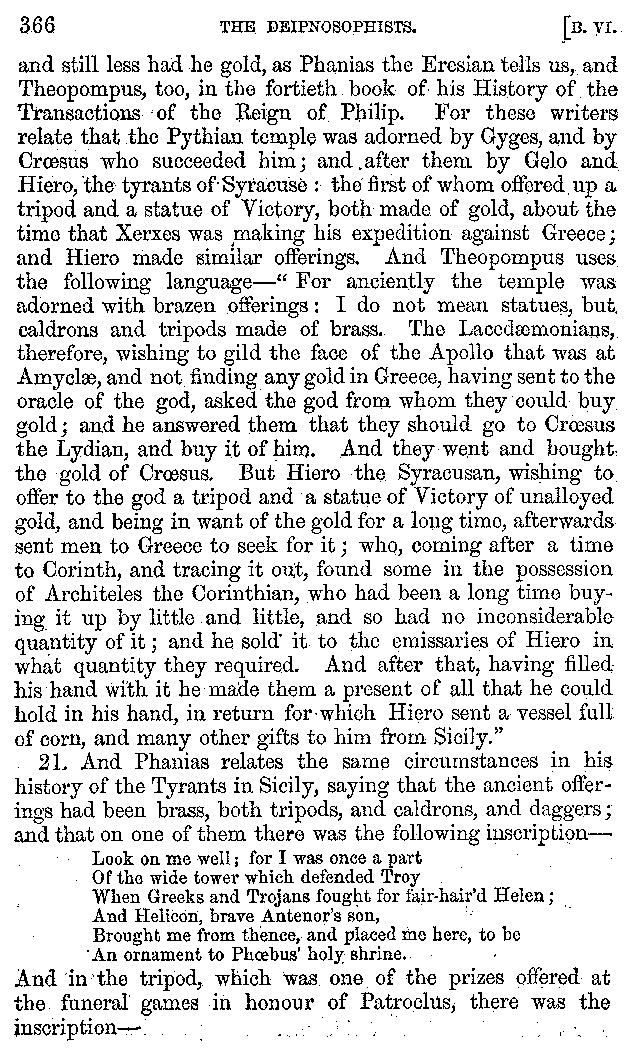 366 THE DEIPNOSOPHISTS. [B. VI.
and still less had he gold, as Phanias the Eresian tells us, and
Theopompus, too, in the fortieth book of his History of the
Transactions of the Reign of Philip. For these writers
relate that the Pythian temple was adorned by Gyges, and by
Crœsus who succeeded him; and after them by Gelo and
Hiero, the tyrants of Syracuse: the first of whom offered up a
tripod and a statue of Victory, both made of gold, about the
time that Xerxes was making his expedition against Greece;
and Hiero made similar offerings. And Theopompus uses
the following language—“ For anciently the temple was
adorned with brazen offerings: I do not mean statues, but
caldrons and tripods made of brass. The Lacedæmonians,
therefore, wishing to gild the face of the Apollo that was at
Amyclæ, and not finding any gold in Greece, having sent to the
oracle of the god, asked the god from whom they could buy
gold; and he answered them that they should go to Crœsus
the Lydian, and buy it of him. And they went and bought
the gold of Crœsus. But Hiero the Syracusan, wishing to
offer to the god a tripod and a statue of Victory of unalloyed
gold, and being in want of the gold for a long time, afterwards
sent men to Greece to seek for it; who, coming after a time
to Corinth, and tracing it out, found some in the possession
of Architeles the Corinthian, who had been a long time buy-
ing it up by little and little, and so had no inconsiderable
quantity of it; and he sold it to the emissaries of Hiero in
what quantity they required. And after that, having filled
his hand with it he made them a present of all that he could
hold in his hand, in return for which Hiero sent a vessel full
of corn, and many other gifts to him from Sicily.”
21. And Phanias relates the same circumstances in his
history of the Tyrants in Sicily, saying that the ancient offer-
ings had been brass, both tripods, and caldrons, and daggers;
and that on one of them there was the following inscription—
Look on me well; for I was once a part
Of the wide tower which defended Troy
When Greeks and Trojans fought for fair-hair’d Helen;
And Helicon, brave Antenor’s son,
Brought me from thence, and placed me here, to be
An ornament to Phœbus’ holy shrine.
And in the tripod, which was one of the prizes offered at
the funeral games in honour of Patroclus, there was the
inscription—